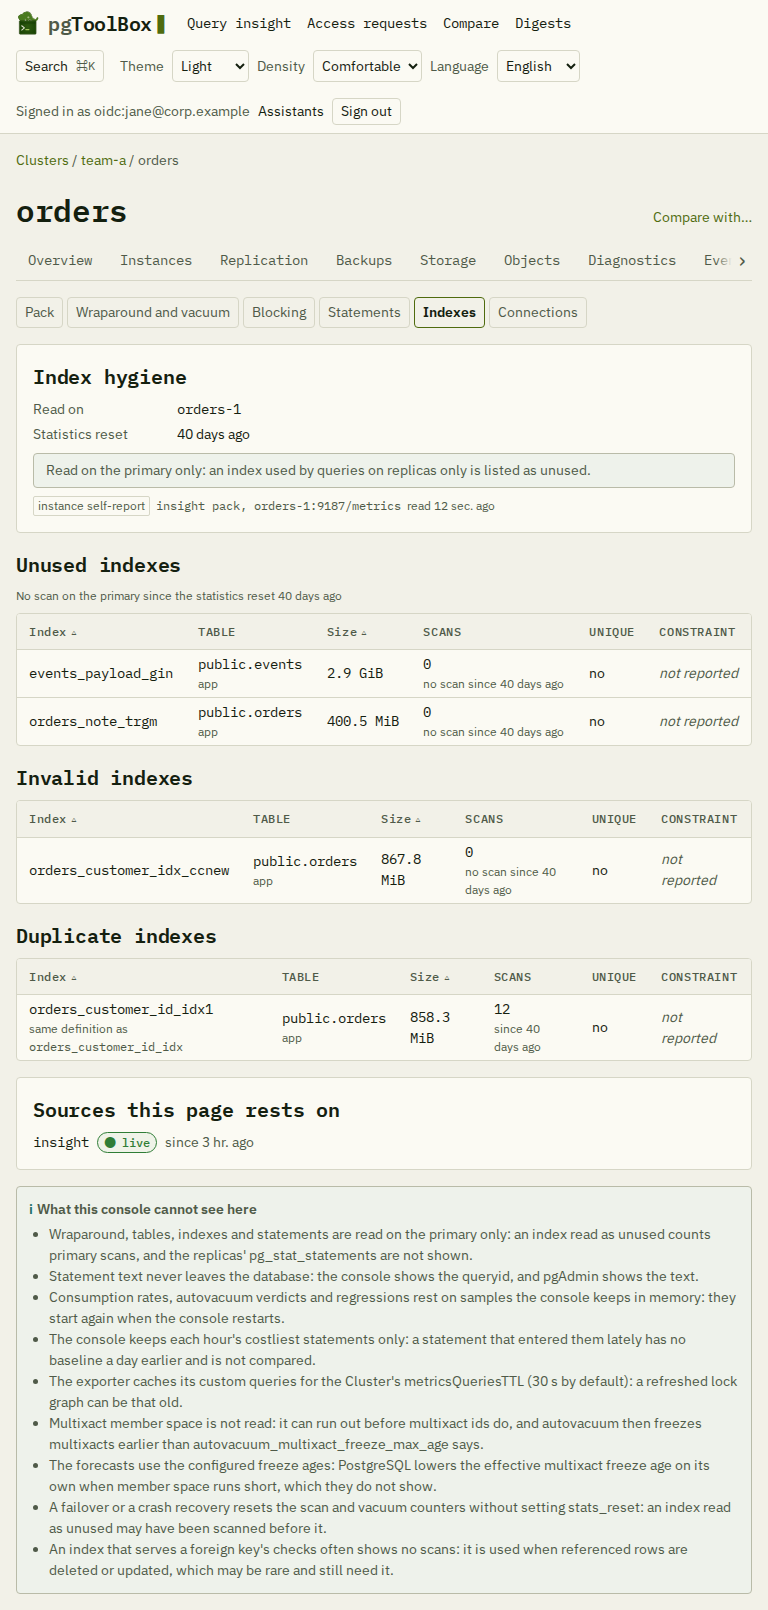 pgToolBox
Query insight Access requests Compare Digests
Search ⌘K Theme Light Density Comfortable Language English
Signed in as oidc:jane@corp.example Assistants Sign out
Clusters / team-a / orders
orders
Compare with...
Overview Instances Replication Backups Storage Objects Diagnostics
Pack Wraparound and vacuum Blocking Statements Indexes Connections
Index hygiene
Read on orders-1
Statistics reset 40 days ago
Read on the primary only: an index used by queries on replicas only is listed as unused.
instance self-report insight pack, orders-1:9187/metrics read 12 sec. ago
Unused indexes
No scan on the primary since the statistics reset 40 days ago
Index TABLE Size SCANS UNIQUE CONSTRAINT
events_payload_gin public.events app 2.9 GiB 0 no scan since 40 days ago no not reported
orders_note_trgm public.orders app 400.5 MiB 0 no scan since 40 days ago no not reported
Invalid indexes
Index TABLE Size SCANS UNIQUE CONSTRAINT
orders_customer_idx_ccnew public.orders app 867.8 MiB 0 no scan since 40 days ago no not reported
Duplicate indexes
Index TABLE Size SCANS UNIQUE CONSTRAINT
orders_customer_id_idx1 same definition as orders_customer_id_idx public.orders app 858.3 MiB 12 since 40 days ago no not reported
Sources this page rests on
insight live since 3 hr. ago
i What this console cannot see here
Wraparound, tables, indexes and statements are read on the primary only: an index read as unused counts
primary scans, and the replicas' pg_stat_statements are not shown.
Statement text never leaves the database: the console shows the queryid, and pgAdmin shows the text.
Consumption rates, autovacuum verdicts and regressions rest on samples the console keeps in memory: they
start again when the console restarts.
The console keeps each hour's costliest statements only: a statement that entered them lately has no
baseline a day earlier and is not compared.
The exporter caches its custom queries for the Cluster's metricsQueriesTTL (30 s by default): a refreshed lock
graph can be that old.
Multixact member space is not read: it can run out before multixact ids do, and autovacuum then freezes
multixacts earlier than autovacuum_multixact_freeze_max_age says.
The forecasts use the configured freeze ages: PostgreSQL lowers the effective multixact freeze age on its
own when member space runs short, which they do not show.
A failover or a crash recovery resets the scan and vacuum counters without setting stats_reset: an index read
as unused may have been scanned before it.
An index that serves a foreign key's checks often shows no scans: it is used when referenced rows are
deleted or updated, which may be rare and still need it.